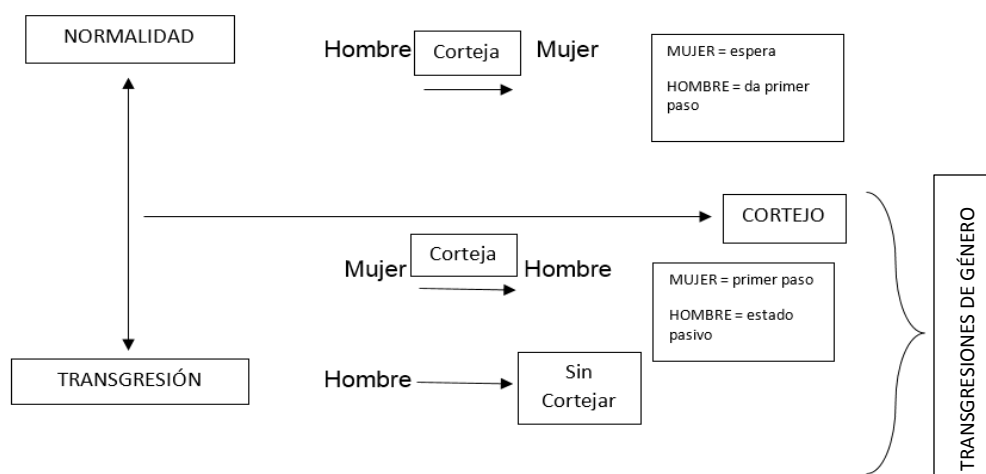 NORMALIDAD
Hombre Corteja Mujer
MUJER = espera
HOMBRE = da primer
paso
CORTEJO
Mujer Corteja Hombre
MUJER = primer paso
HOMBRE = estado
pasivo
TRANSGRESIÓN
Hombre
Sin
Cortejar
TRANSGRESIONES DE GÉNERO